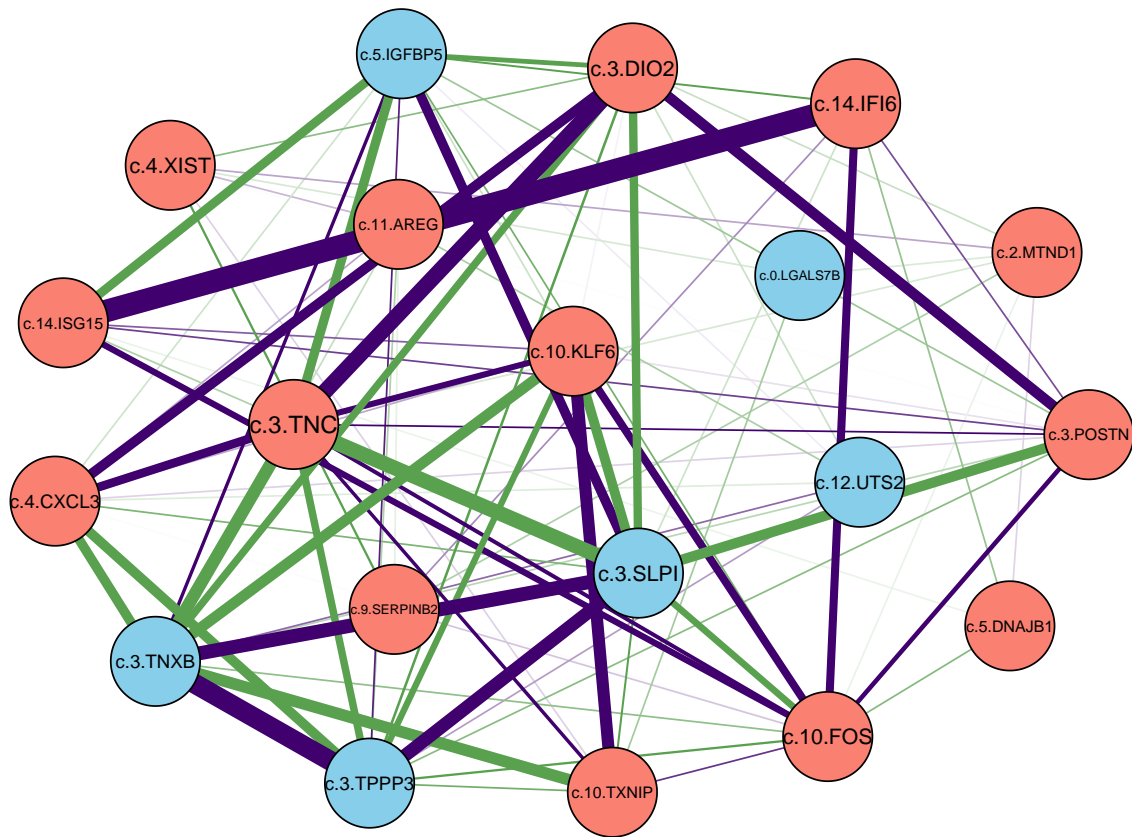 c.5.IGFBP5
c.3.DIO2
c.14.IFI6
c.4.XIST
c.11.AREG
c.2.MTND1
c.0.LGALS7B
c.14.ISG15
c.10.KLF6
c.3.TNC
c.3.POSTN
c.12.UTS2
c.4.CXCL3
c.3.SLPI
c.9.SERPINB2
c.5.DNAJB1
c.3.TNXB
c.10.FOS
c.3.TPPP3
c.10.TXNIP